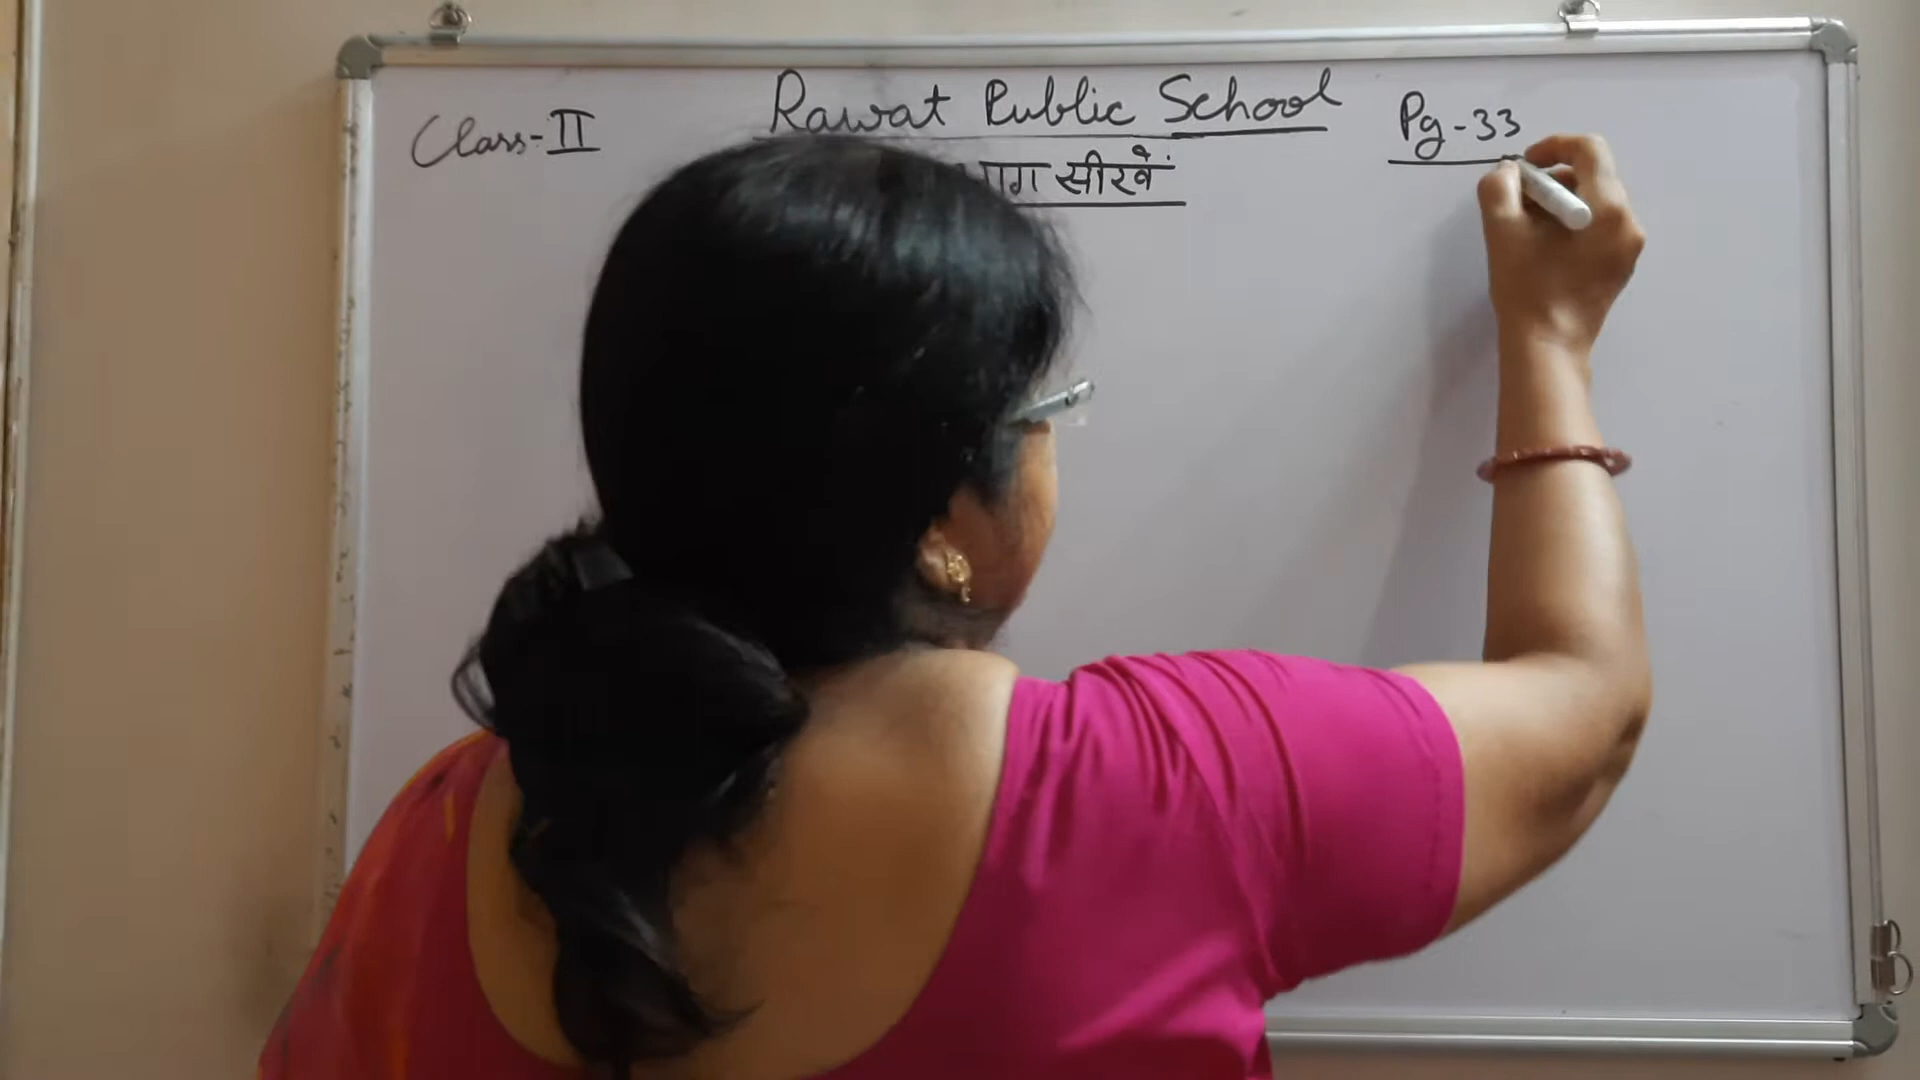 Rawat Public School
Class-II
Pg-33
सीखें